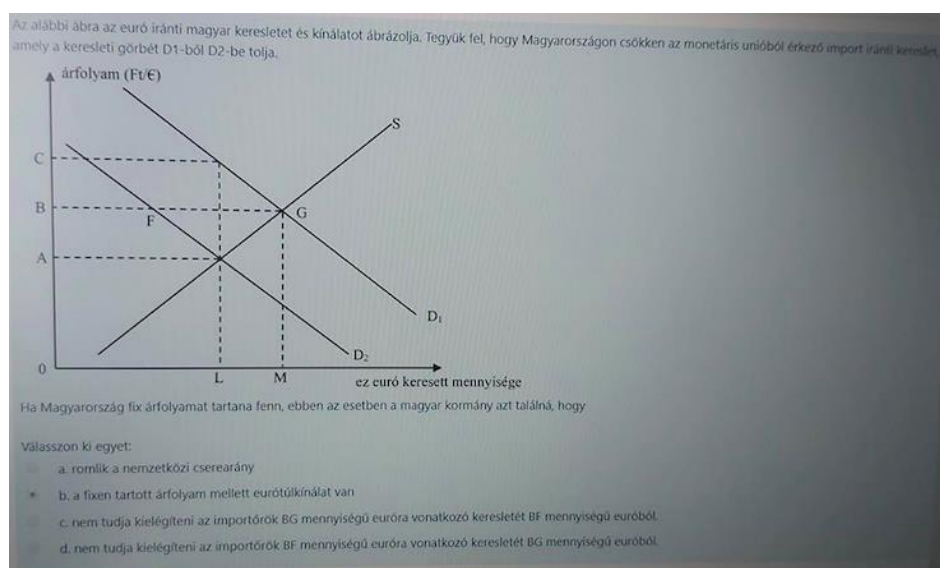 Az alábbi ábra az euró iránti magyar keresletet és kínálatot ábrázolja. Tegyük fel, hogy Magyarországon csökken az monetáris unióból érkező import iránti kereslet,
amely a keresleti görbét D1-ből D2-be tolja.
árfolyam (Ft/€)
S
C
B
F
G
A
D₁
D₂
0
L
M
ez euró keresett mennyisége
Ha Magyarország fix árfolyamat tartana fenn, ebben az esetben a magyar kormány azt találná, hogy
Válasszon ki egyet:
a. romlik a nemzetközi cserearány
b. a fixen tartott árfolyam mellett eurótúlkínálat van
c. nem tudja kielégíteni az importőrök BG mennyiségű euróra vonatkozó keresletét BF mennyiségű euróból.
d. nem tudja kielégíteni az importőrök BF mennyiségű euróra vonatkozó keresletét BG mennyiségű euróból.